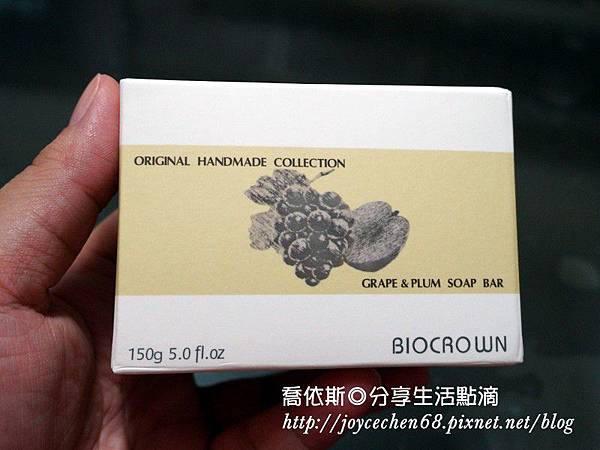 ORIGINAL HANDMADE COLLECTION
GRAPE & PLUM SOAP BAR
150g 5.0 fl.oz
BIOCROWN
喬依斯◎分享生活點滴
http://joycechen68.pixnet.net/blog